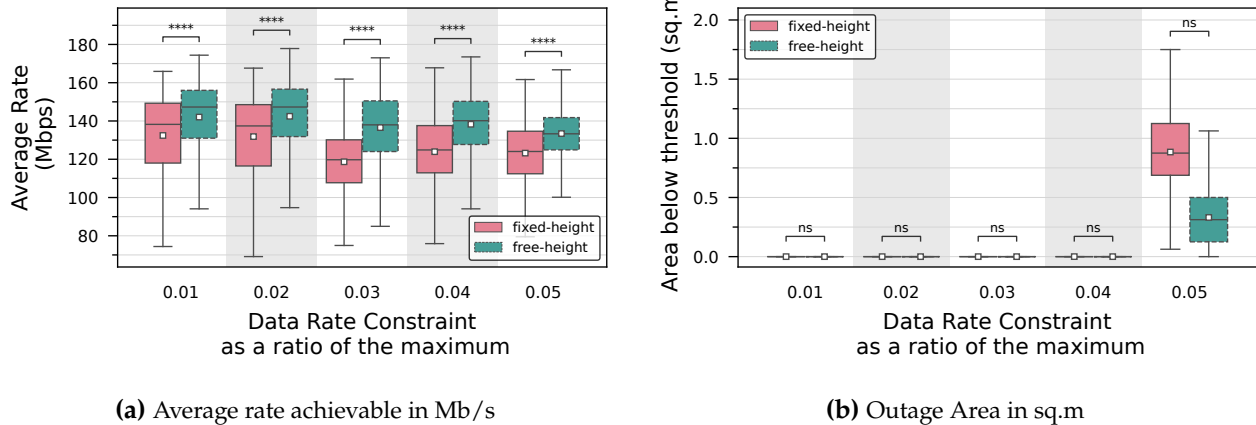 Average Rate
(Mbps)
180
160
140
120
100
80
****
****
****
****
****
fixed-height
free-height
0.01
0.02
0.03
0.04
0.05
Data Rate Constraint
as a ratio of the maximum
(a) Average rate achievable in Mb/s
Area below threshold (sq.m
2.0
1.5
1.0
0.5
0.0
fixed-height
free-height
ns
ns
ns
ns
ns
0.01
0.02
0.03
0.04
0.05
Data Rate Constraint
as a ratio of the maximum
(b) Outage Area in sq.m